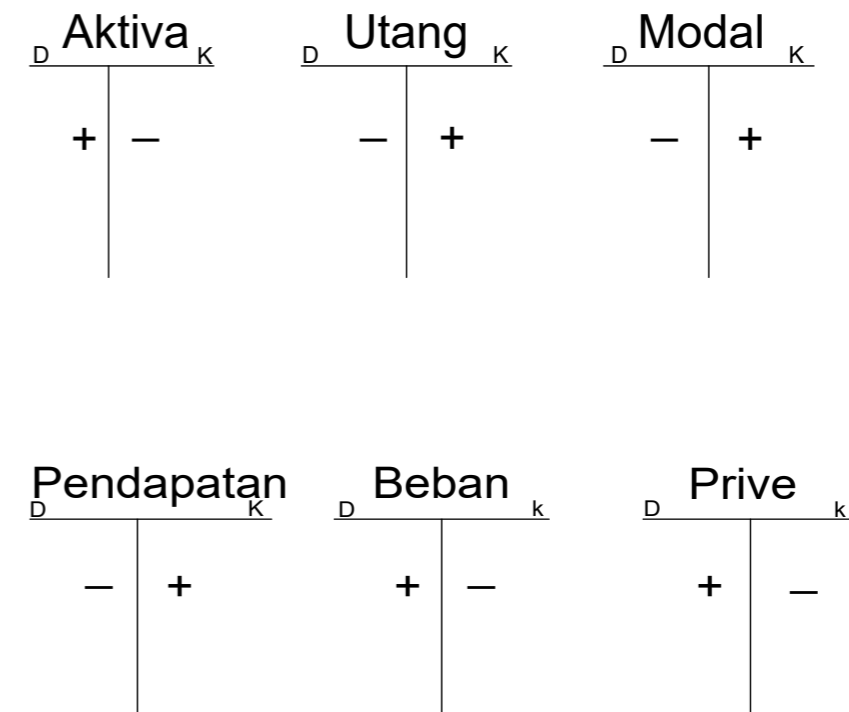 Aktiva Utang Modal
D K D K D K
+ – – + – +
Pendapatan Beban Prive
D K D k D k
– + + – + –